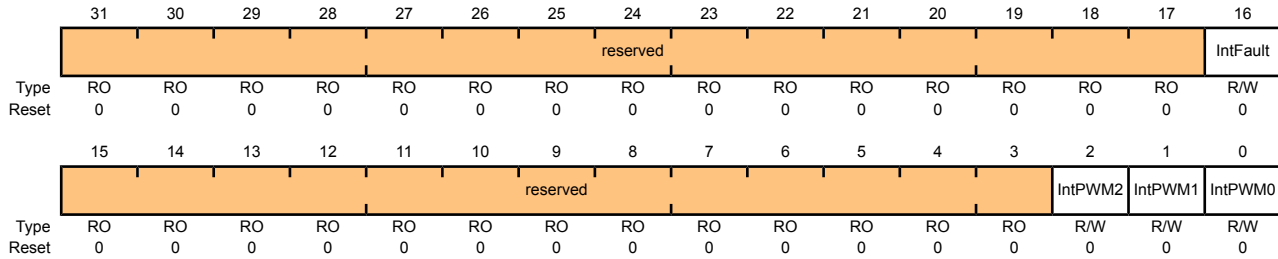 31 30 29 28 27 26 25 24 23 22 21 20 19 18 17 16
reserved IntFault
Type RO RO RO RO RO RO RO RO RO RO RO RO RO RO RO R/W
Reset 0 0 0 0 0 0 0 0 0 0 0 0 0 0 0 0
15 14 13 12 11 10 9 8 7 6 5 4 3 2 1 0
reserved IntPWM2 IntPWM1 IntPWM0
Type RO RO RO RO RO RO RO RO RO RO RO RO RO R/W R/W R/W
Reset 0 0 0 0 0 0 0 0 0 0 0 0 0 0 0 0